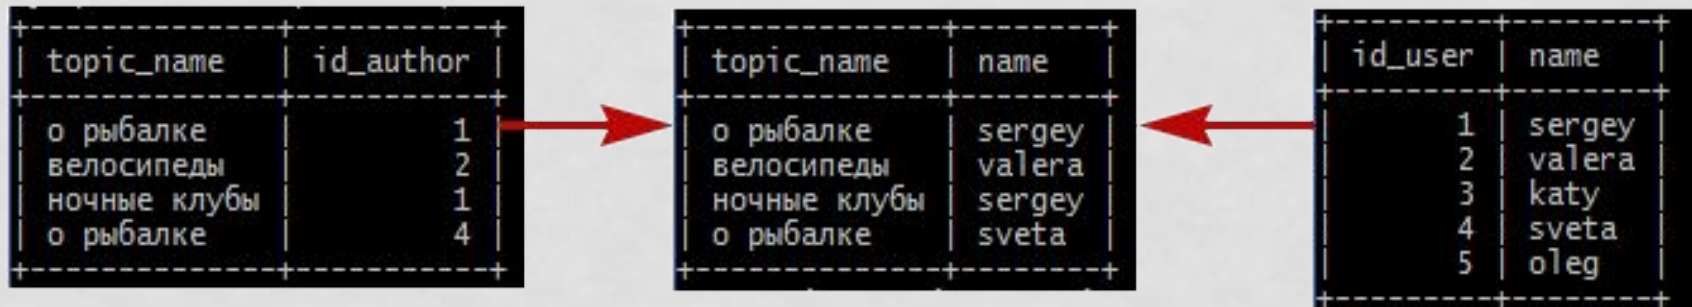 topic_name | id_author
о рыбалке | 1
велосипеды | 2
ночные клубы | 1
о рыбалке | 4
topic_name | name
о рыбалке | sergey
велосипеды | valera
ночные клубы | sergey
о рыбалке | sveta
id_user | name
1 | sergey
2 | valera
3 | katy
4 | sveta
5 | oleg